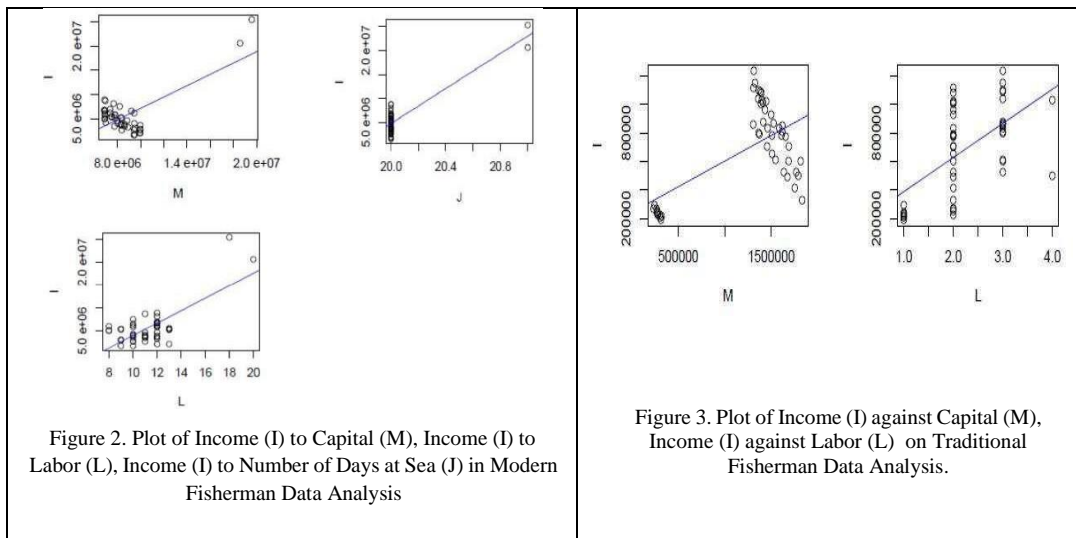 I
5.0 e+06
2.0 e+07
8.0 e+06
1.4 e+07
2.0 e+07
M
I
5.0 e+06
2.0 e+07
20.0
20.4
20.8
J
I
5.0 e+06
2.0 e+07
8
10
12
14
16
18
20
L
Figure 2. Plot of Income (I) to Capital (M), Income (I) to
Labor (L), Income (I) to Number of Days at Sea (J) in Modern
Fisherman Data Analysis
I
200000
800000
500000
1500000
M
I
200000
800000
1.0
2.0
3.0
4.0
L
Figure 3. Plot of Income (I) against Capital (M),
Income (I) against Labor (L) on Traditional
Fisherman Data Analysis.